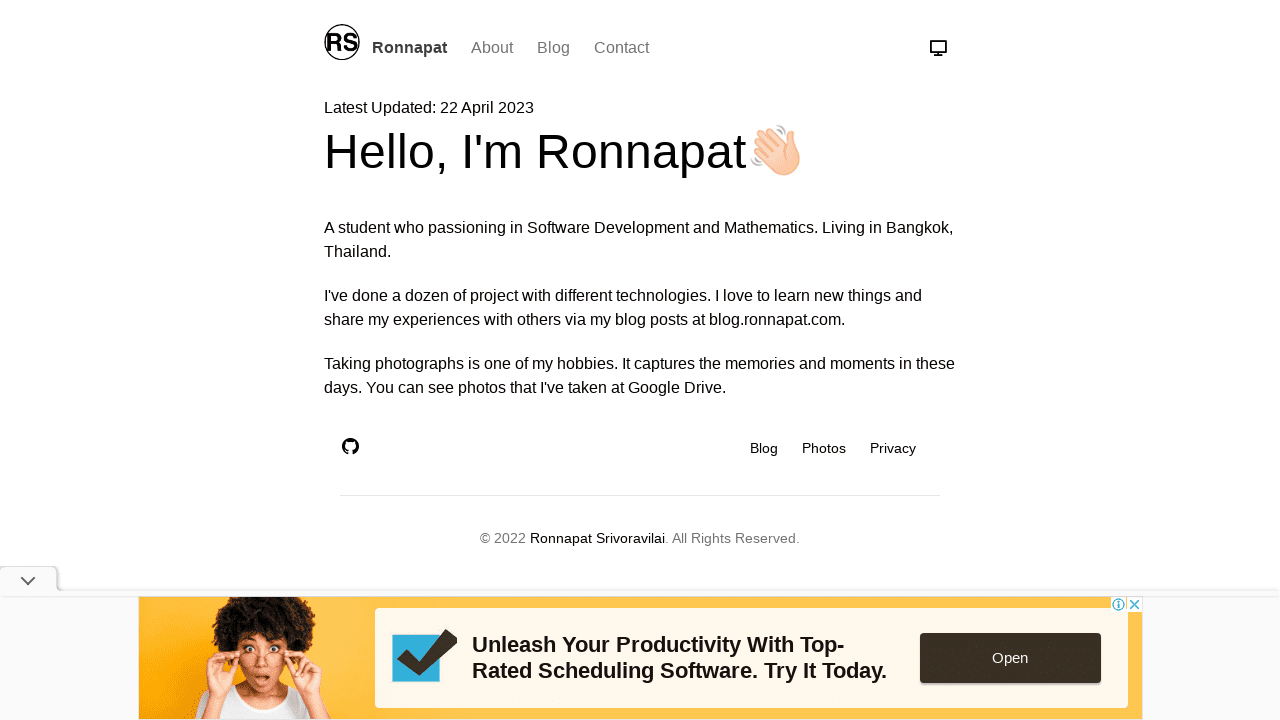 RS Ronnapat About Blog Contact
Latest Updated: 22 April 2023
Hello, I'm Ronnapat👋🏻
A student who passioning in Software Development and Mathematics. Living in Bangkok,
Thailand.
I've done a dozen of project with different technologies. I love to learn new things and
share my experiences with others via my blog posts at blog.ronnapat.com.
Taking photographs is one of my hobbies. It captures the memories and moments in these
days. You can see photos that I've taken at Google Drive.
Blog Photos Privacy
© 2022 Ronnapat Srivoravilai. All Rights Reserved.
Unleash Your Productivity With Top-
Rated Scheduling Software. Try It Today.
Open